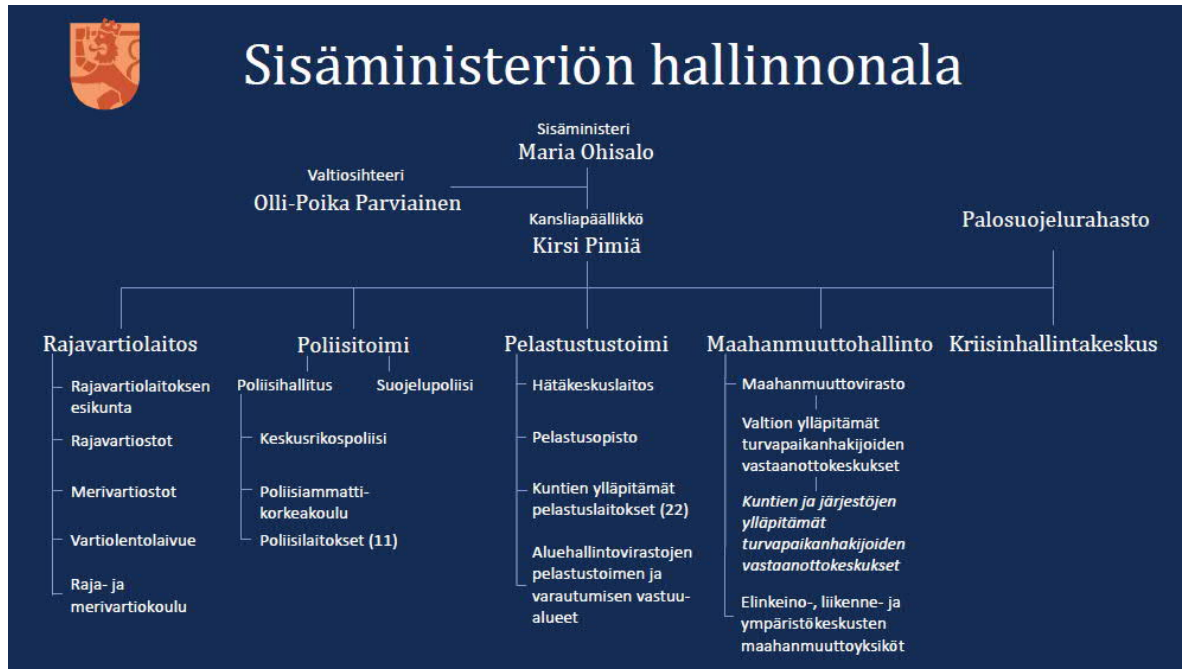 Sisäministeriön hallinnonala
Sisäministeri
Maria Ohisalo
Valtiosihteeri
Olli-Poika Parviainen
Kansliapäällikkö
Kirsi Pimiä
Palosuojelurahasto
Rajavartiolaitos
Rajavartiolaitoksen
esikunta
Rajavartiostot
Merivartiostot
Vartiolentolaivue
Raja- ja
merivartiokoulu
Poliisitoimi
Poliisihallitus
Suojelupoliisi
Keskusrikospoliisi
Poliisiammatti-
korkeakoulu
Poliisilaitokset (11)
Pelastustustoimi
Hätäkeskuslaitos
Pelastusopisto
Kuntien ylläpitämät
pelastuslaitokset (22)
Aluehallintovirastojen
pelastustoimen ja
varautumisen vastuu-
alueet
Maahanmuuttohallinto
Maahanmuuttovirasto
Valtion ylläpitämät
turvapaikanhakijoiden
vastaanottokeskukset
Kuntien ja järjestöjen
ylläpitämät
turvapaikanhakijoiden
vastaanottokeskukset
Elinkeino-, liikenne- ja
ympäristökeskusten
maahanmuuttoyksiköt
Kriisinhallintakeskus